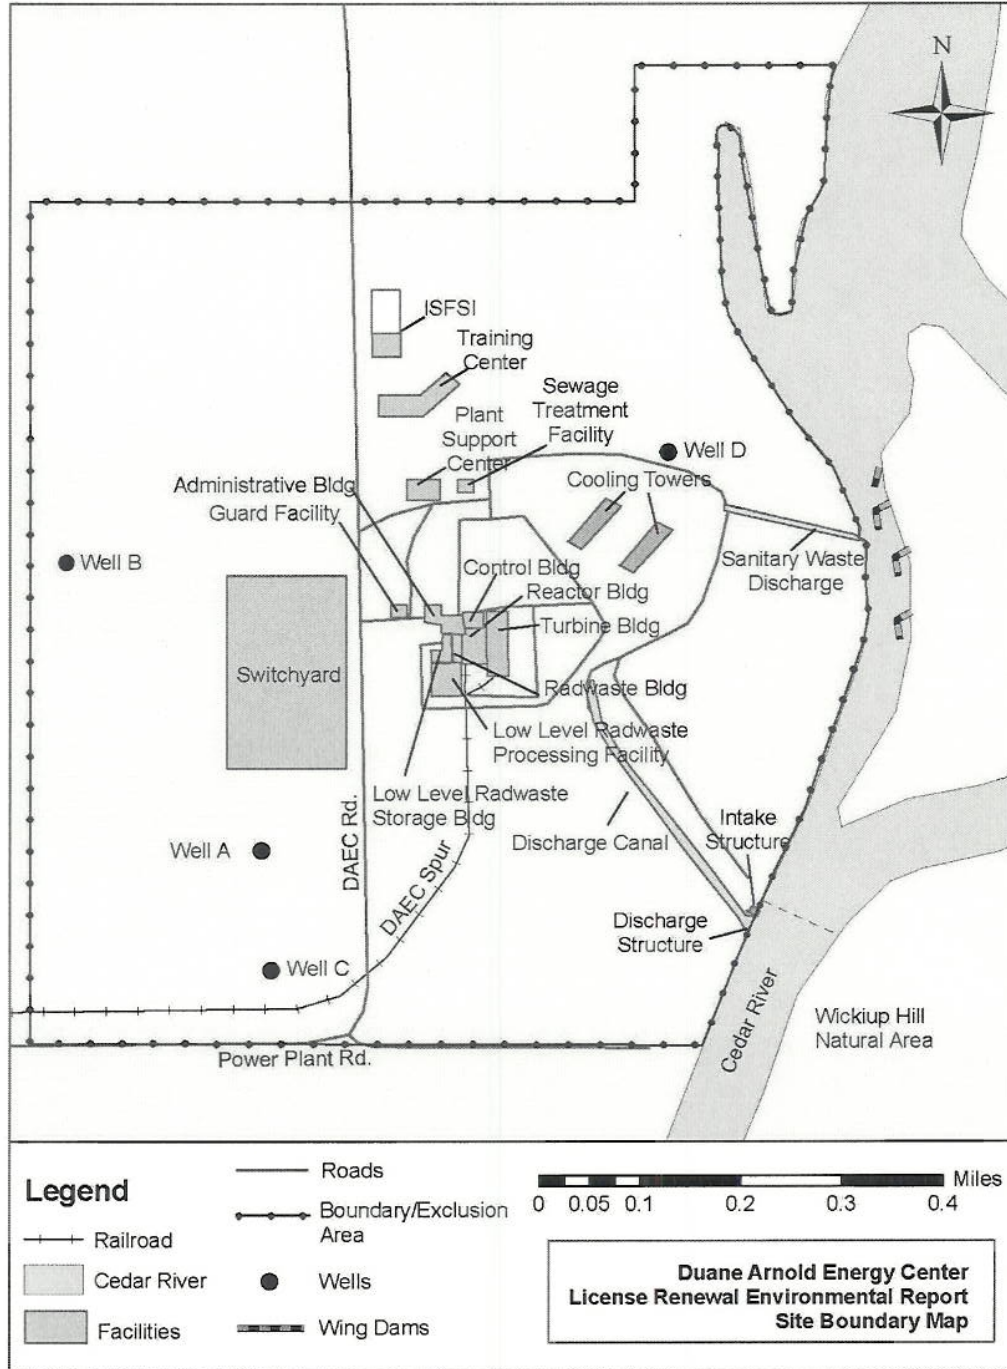 N
ISFSI
Training
Center
Sewage
Treatment
Facility
Plant
Support
Center
Well D
Cooling Towers
Administrative Bldg
Guard Facility
Well B
Sanitary Waste
Discharge
Control Bldg
Reactor Bldg
Turbine Bldg
Switchyard
Radwaste Bldg
Low Level Radwaste
Processing Facility
Low Level Radwaste
Storage Bldg
DAEC Rd.
Discharge Canal
Intake
Structure
Well A
DAEC Spur
Discharge
Structure
Well C
Cedar River
Wickiup Hill
Natural Area
Power Plant Rd.
Legend
Railroad
Cedar River
Facilities
Roads
Boundary/Exclusion
Area
Wells
Wing Dams
Miles
0 0.05 0.1 0.2 0.3 0.4
Duane Arnold Energy Center
License Renewal Environmental Report
Site Boundary Map